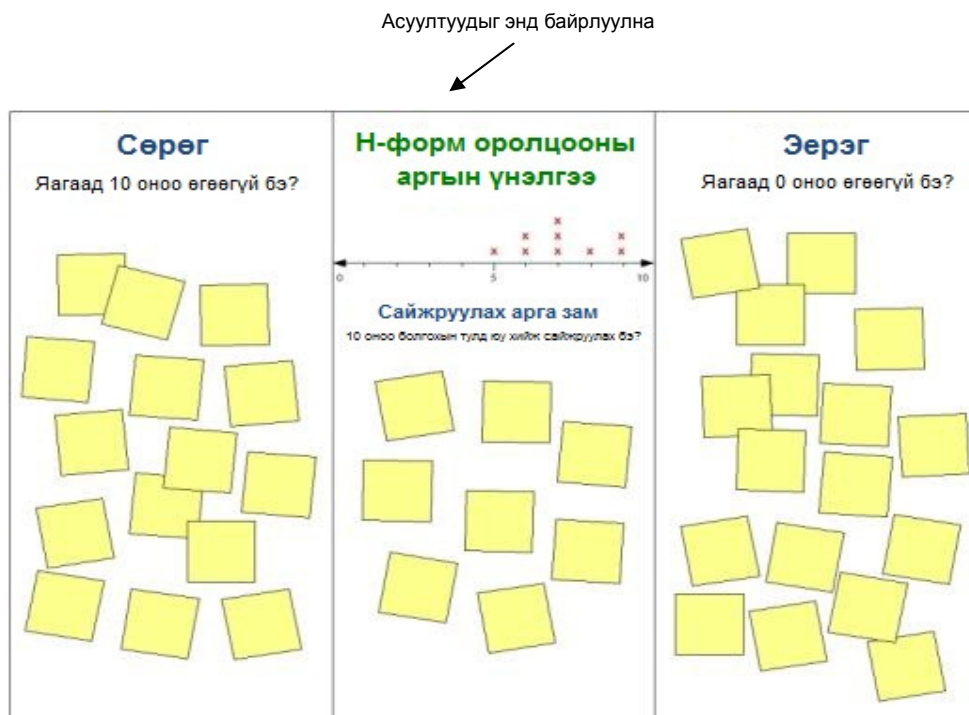 Асуултуудыг энд байрлуулна
Сөрөг
Яагаад 10 оноо өгөөгүй бэ?
Н-форм оролцооны
аргын үнэлгээ
x
x x x
x x x x x
0 5 10
Сайжруулах арга зам
10 оноо болгохын тулд юу хийж сайжруулах бэ?
Эерэг
Яагаад 0 оноо өгөөгүй бэ?